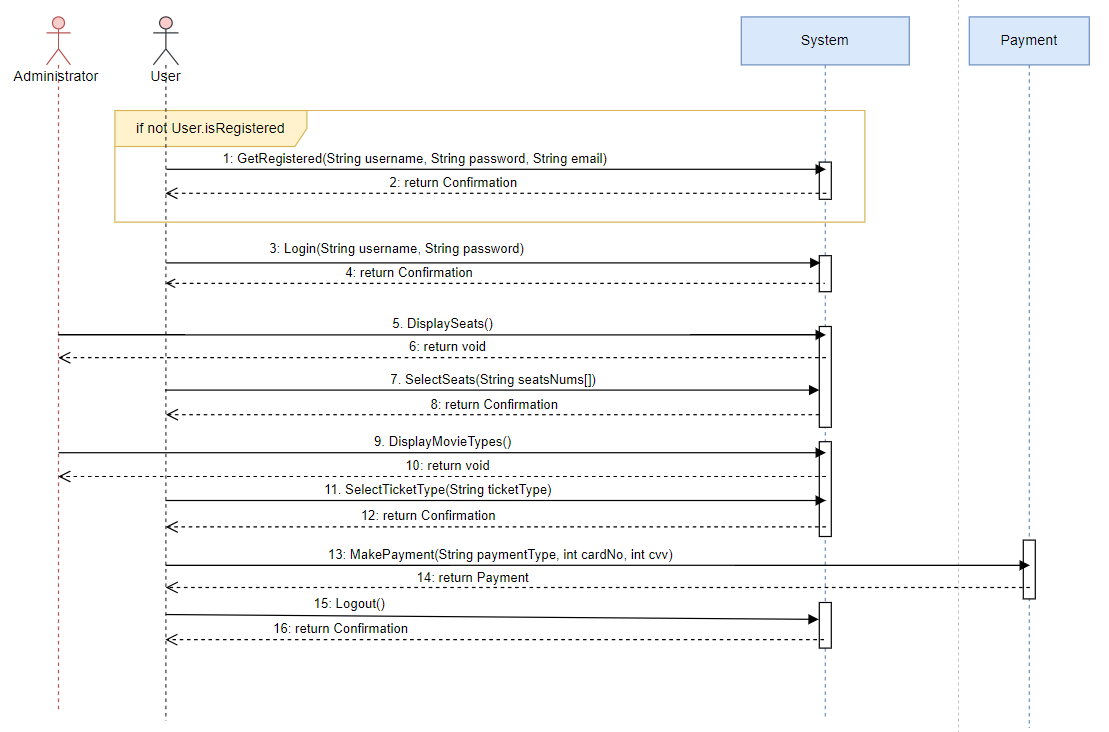 System
Payment
Administrator
User
if not User.isRegistered
1: GetRegistered(String username, String password, String email)
2: return Confirmation
3: Login(String username, String password)
4: return Confirmation
5. DisplaySeats()
6: return void
7. SelectSeats(String seatsNums[])
8: return Confirmation
9. DisplayMovieTypes()
10: return void
11. SelectTicketType(String ticketType)
12: return Confirmation
13: MakePayment(String paymentType, int cardNo, int cvv)
14: return Payment
15: Logout()
16: return Confirmation